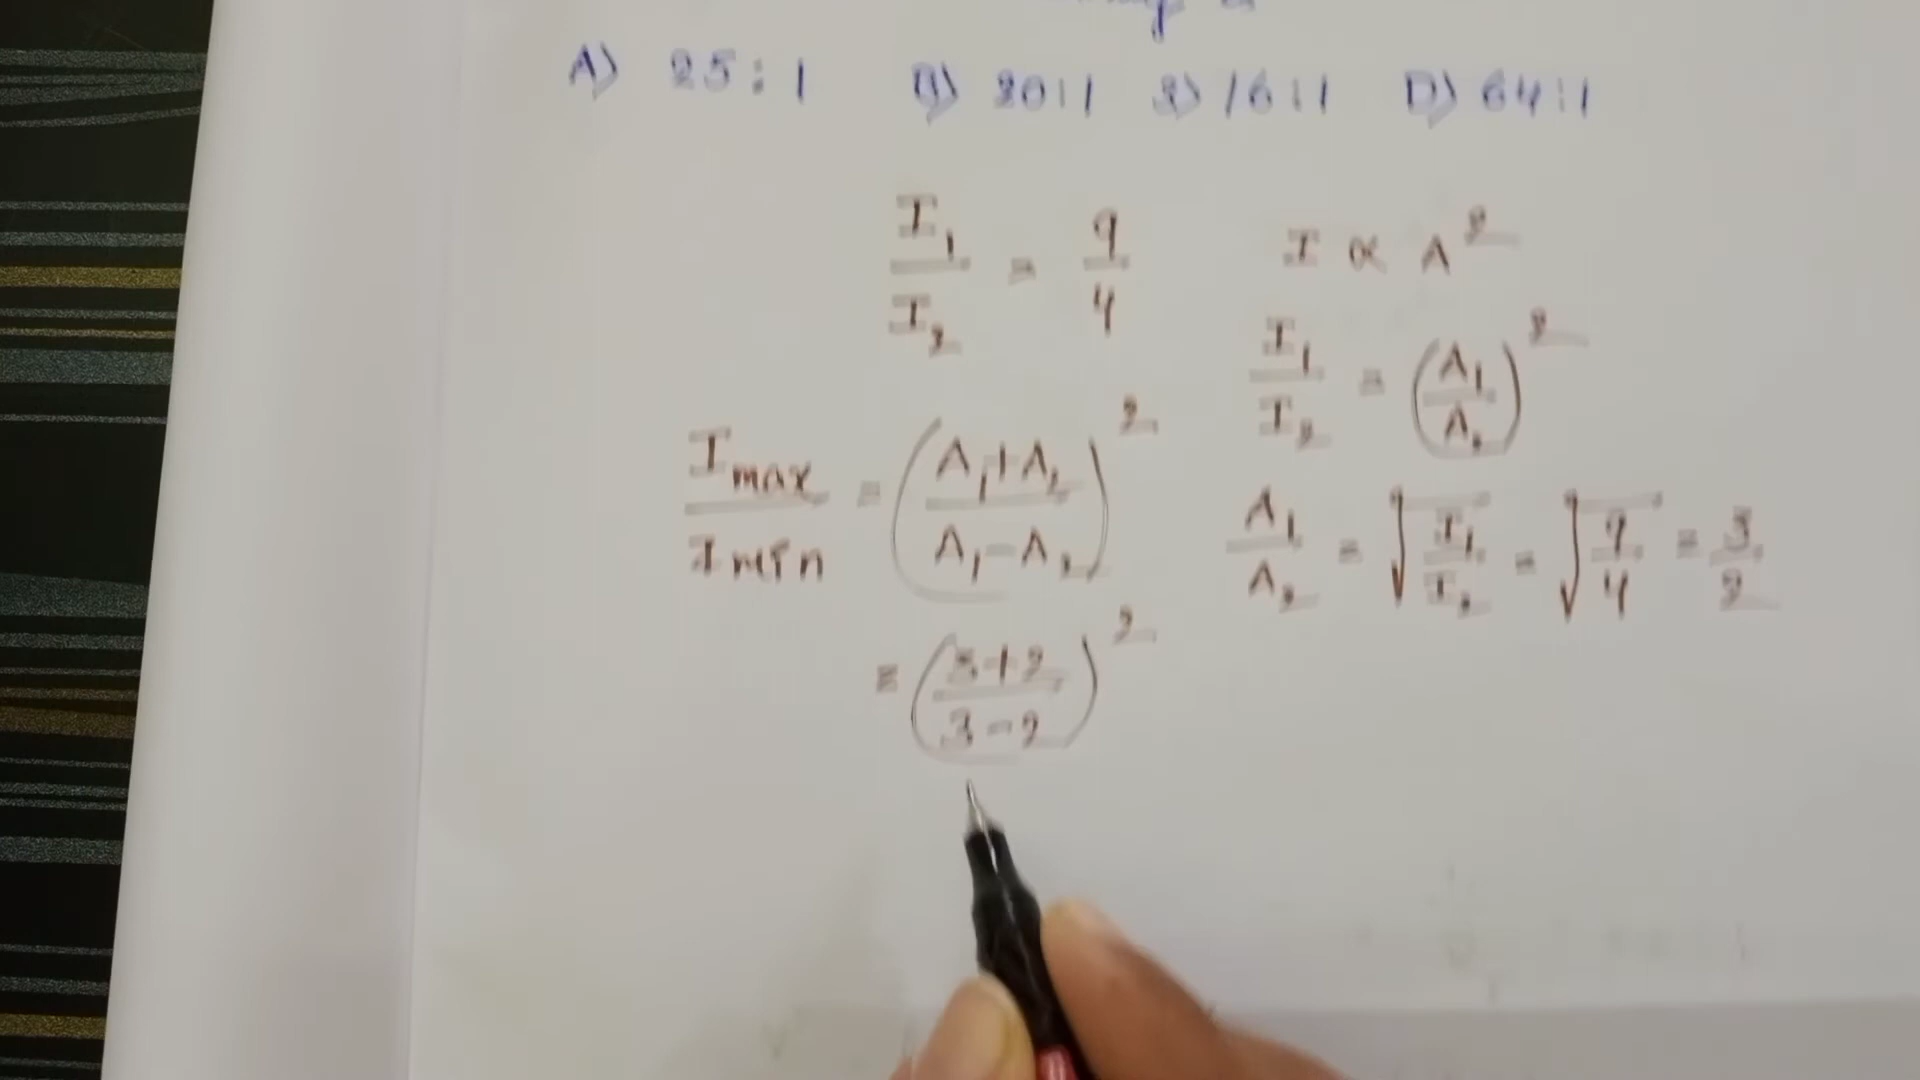 A) 25 : 1 B) 20 : 1 3) 16 : 1 D) 64 : 1
I₁/I₂ = 9/4 I ∝ A²
I₁/I₂ = (A₁/A₂)²
Imax/Imin = (A₁+A₂/A₁-A₂)² A₁/A₂ = √I₁/I₂ = √9/4 = 3/2
= (3+2/3-2)²